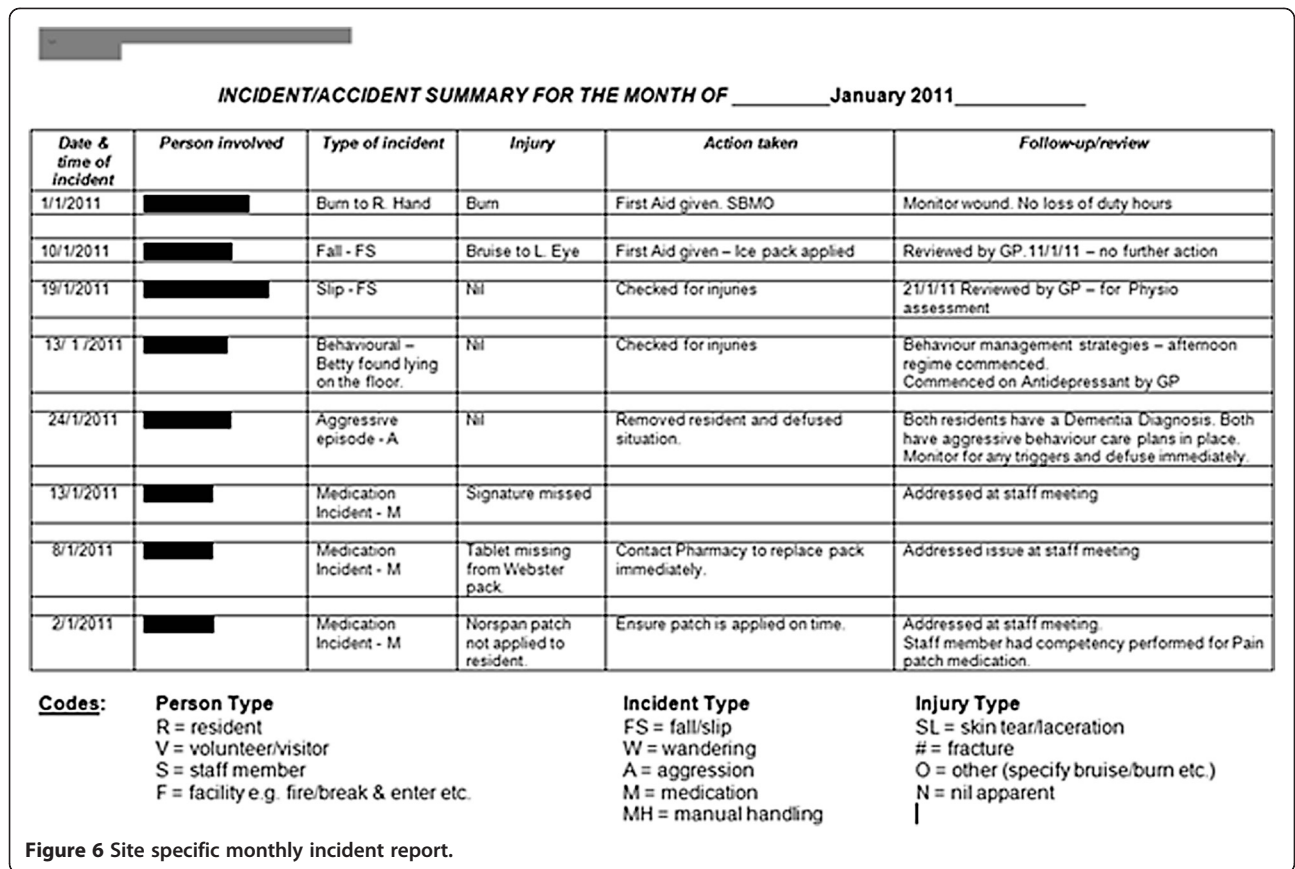 INCIDENT/ACCIDENT SUMMARY FOR THE MONTH OF _________January 2011____________
Date & time of incident Person involved Type of incident Injury Action taken Follow-up/review
1/1/2011 Burn to R. Hand Burn First Aid given. SBMO Monitor wound. No loss of duty hours
10/1/2011 Fall - FS Bruise to L. Eye First Aid given – Ice pack applied Reviewed by GP.11/1/11 – no further action
19/1/2011 Slip - FS Nil Checked for injuries 21/1/11 Reviewed by GP – for Physio
assessment
13/ 1 /2011 Behavioural – Nil Checked for injuries Behaviour management strategies – afternoon
Betty found lying regime commenced.
on the floor. Commenced on Antidepressant by GP
24/1/2011 Aggressive Nil Removed resident and defused Both residents have a Dementia Diagnosis. Both
episode - A situation. have aggressive behaviour care plans in place.
Monitor for any triggers and defuse immediately.
13/1/2011 Medication Signature missed Addressed at staff meeting
Incident - M
8/1/2011 Medication Tablet missing Contact Pharmacy to replace pack Addressed issue at staff meeting
Incident - M from Webster immediately.
pack.
2/1/2011 Medication Norspan patch Ensure patch is applied on time. Addressed at staff meeting.
Incident - M not applied to Staff member had competency performed for Pain
resident. patch medication.
Codes: Person Type Incident Type Injury Type
R = resident FS = fall/slip SL = skin tear/laceration
V = volunteer/visitor W = wandering # = fracture
S = staff member A = aggression O = other (specify bruise/burn etc.)
F = facility e.g. fire/break & enter etc. M = medication N = nil apparent
MH = manual handling
Figure 6 Site specific monthly incident report.